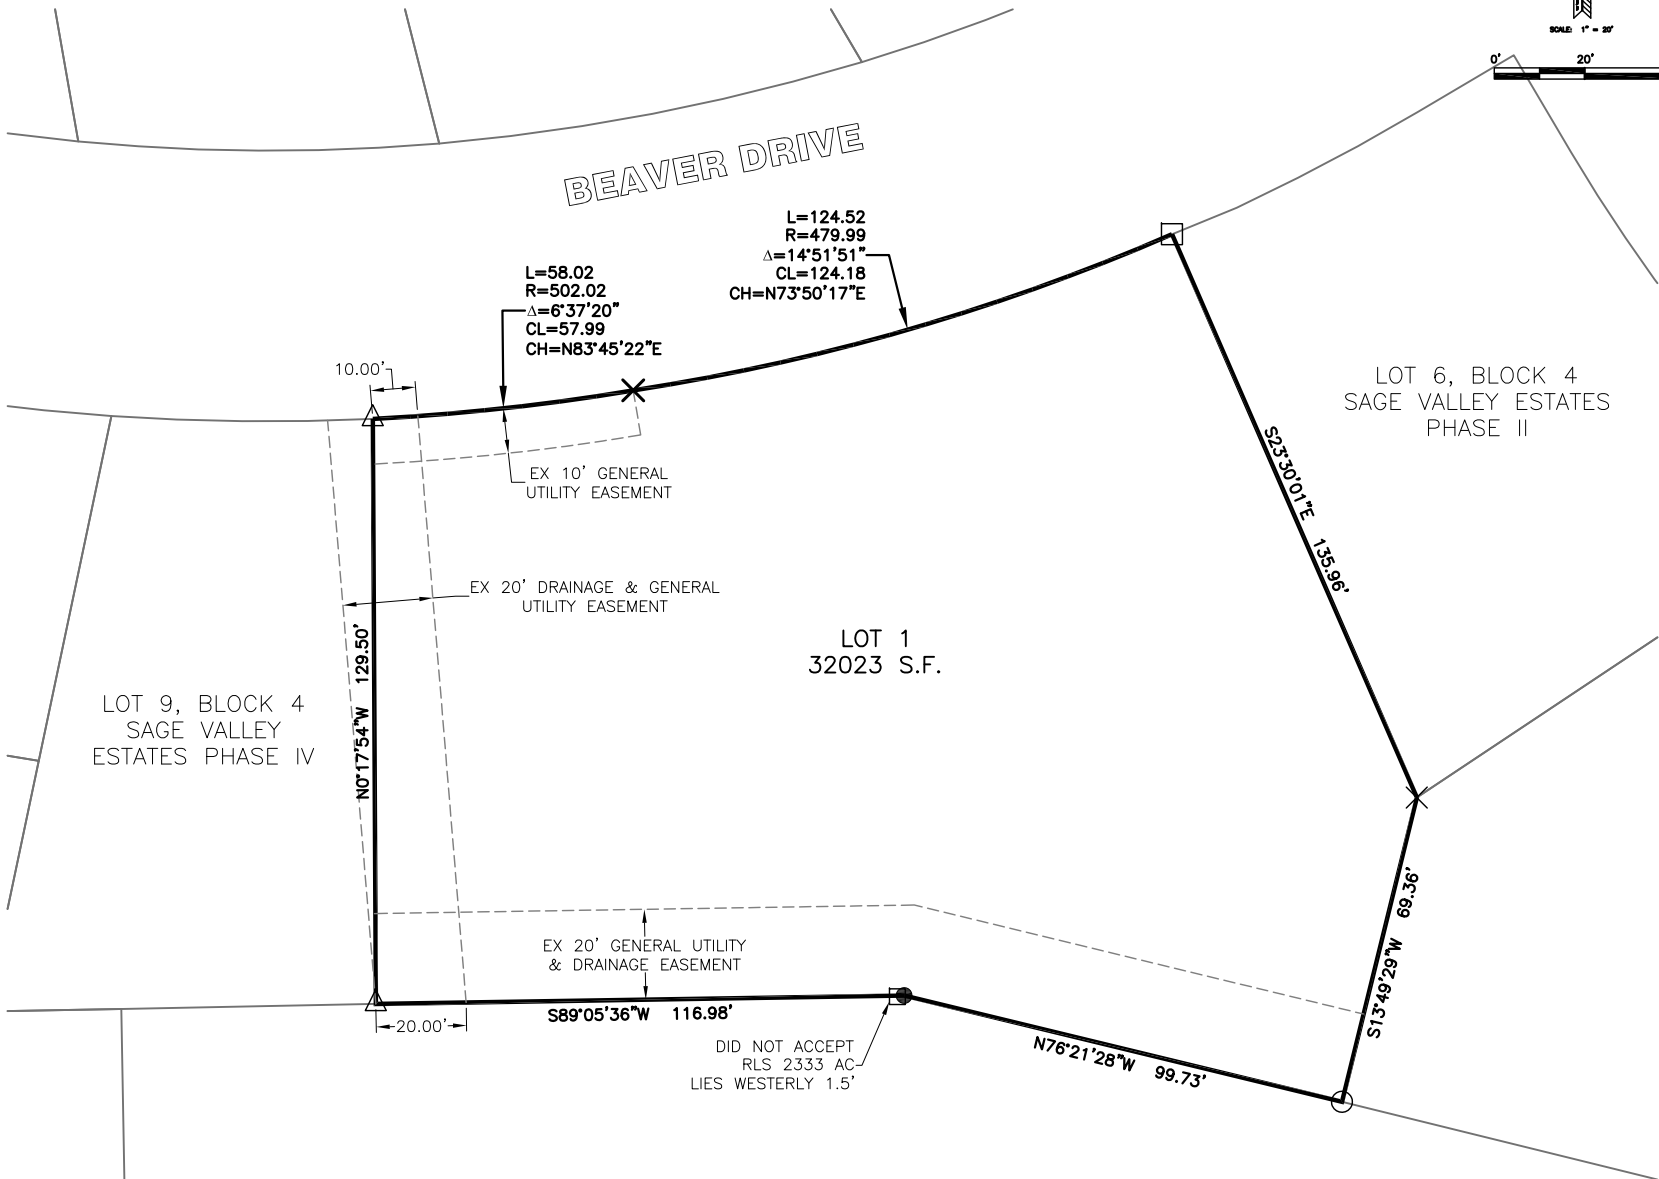 SCALE: 1" = 20'
0'
20'
BEAVER DRIVE
L=124.52
R=479.99
Δ=14°51'51"
CL=124.18
CH=N73°50'17"E
L=58.02
R=502.02
Δ=6°37'20"
CL=57.99
CH=N83°45'22"E
10.00'
LOT 6, BLOCK 4
SAGE VALLEY ESTATES
PHASE II
EX 10' GENERAL
UTILITY EASEMENT
S23°30'01"E 135.96'
EX 20' DRAINAGE & GENERAL
UTILITY EASEMENT
LOT 1
32023 S.F.
N0°17'54"W 129.50'
LOT 9, BLOCK 4
SAGE VALLEY
ESTATES PHASE IV
EX 20' GENERAL UTILITY
& DRAINAGE EASEMENT
S13°49'29"W 69.36'
S89°05'36"W 116.98'
20.00'
DID NOT ACCEPT
RLS 2333 AC
LIES WESTERLY 1.5'
N76°21'28"W 99.73'